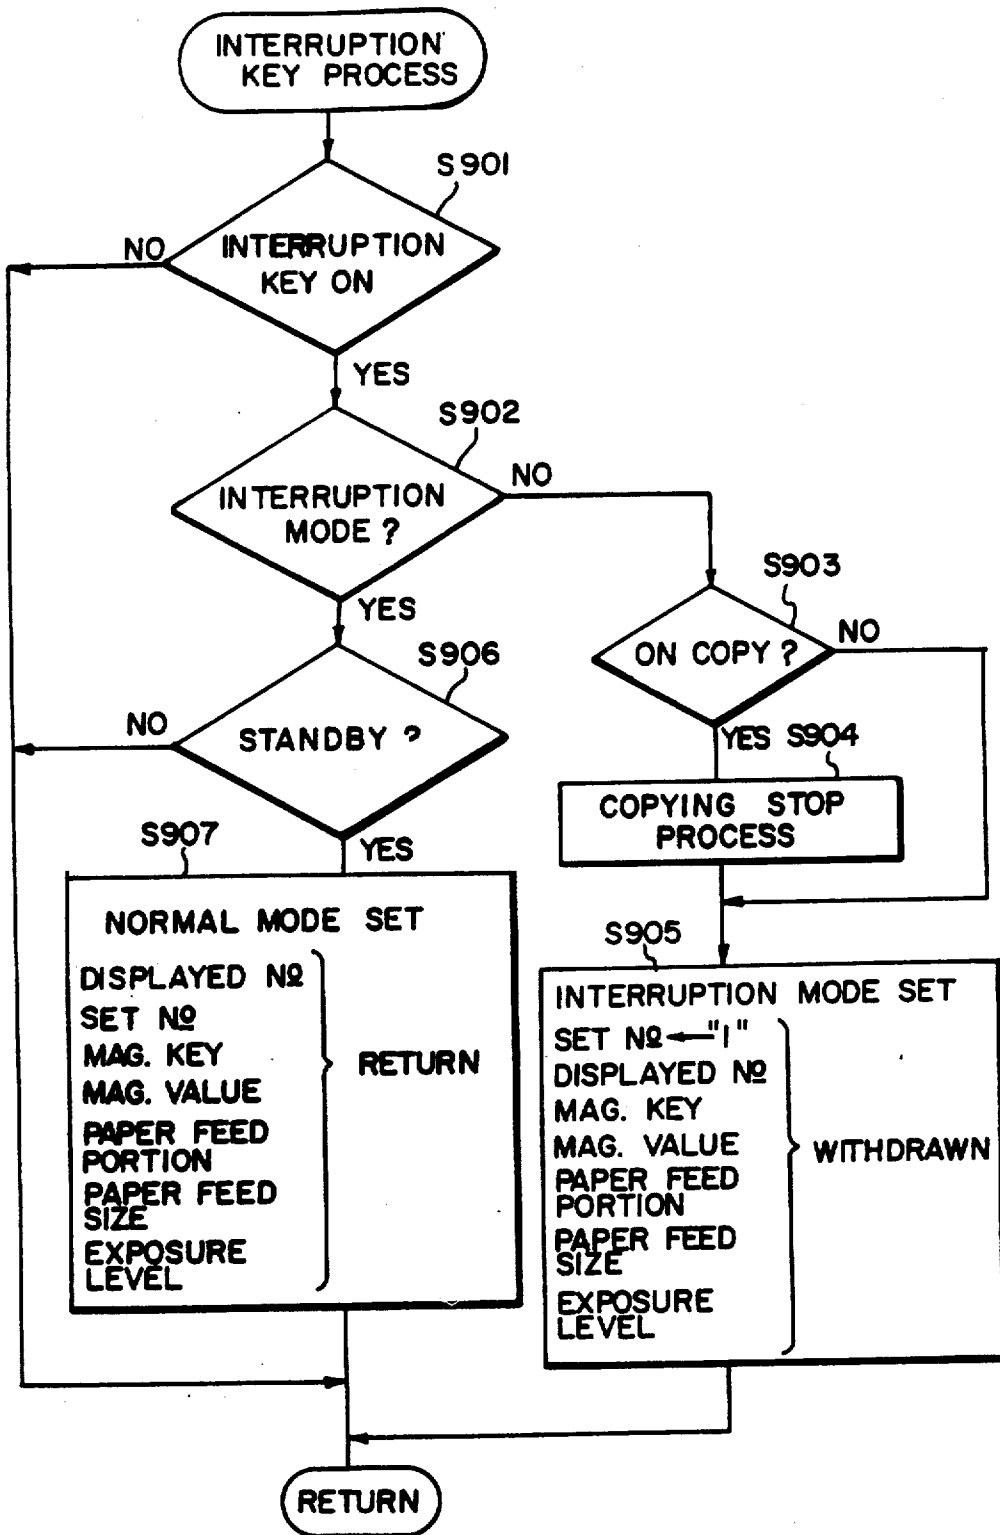 INTERRUPTION
KEY PROCESS
S901
INTERRUPTION
KEY ON
NO
YES
S902
INTERRUPTION
MODE ?
NO
YES
S903
ON COPY ?
NO
YES
S904
COPYING STOP
PROCESS
S906
STANDBY ?
NO
YES
S907
NORMAL MODE SET
DISPLAYED Nº
SET Nº
MAG. KEY
MAG. VALUE
PAPER FEED
PORTION
PAPER FEED
SIZE
EXPOSURE
LEVEL
RETURN
S905
INTERRUPTION MODE SET
SET Nº ← "1"
DISPLAYED Nº
MAG. KEY
MAG. VALUE
PAPER FEED
PORTION
PAPER FEED
SIZE
EXPOSURE
LEVEL
WITHDRAWN
RETURN